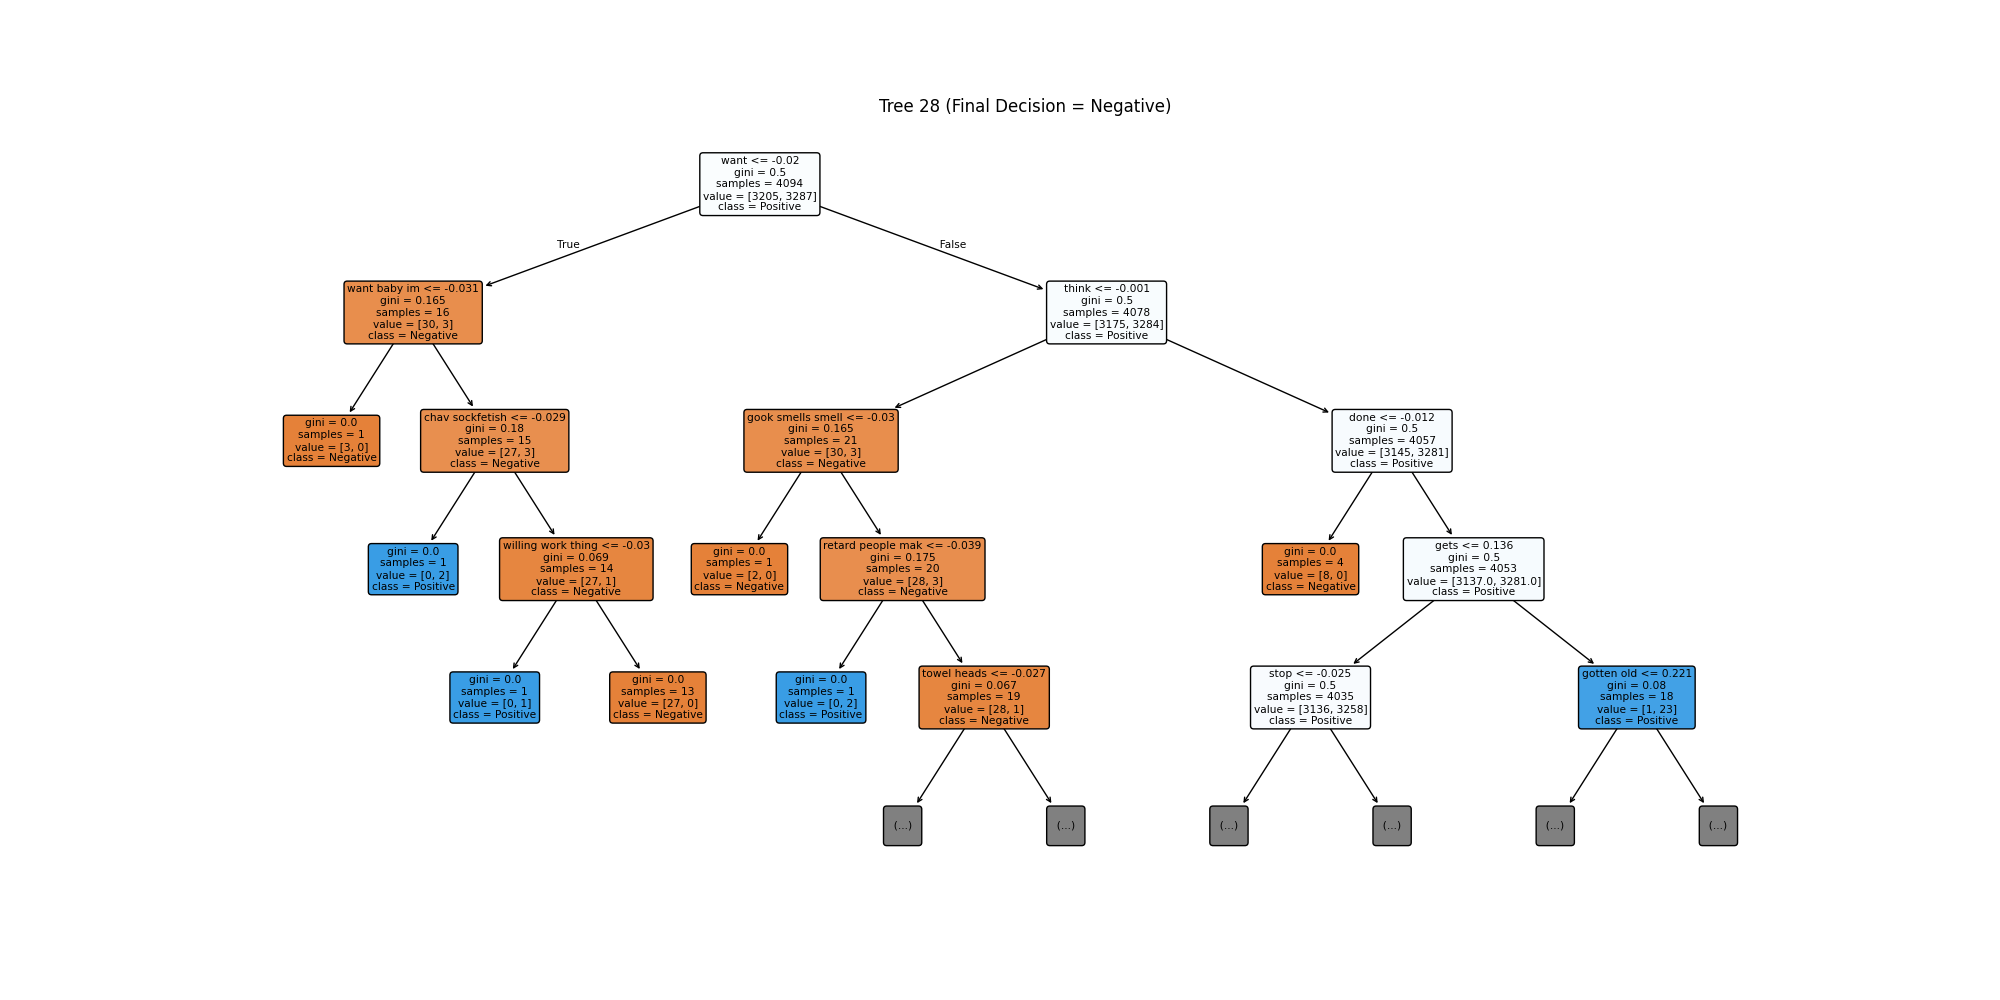 Tree 28 (Final Decision = Negative)
want <= -0.02
gini = 0.5
samples = 4094
value = [3205, 3287]
class = Positive
True
False
want baby im <= -0.031
gini = 0.165
samples = 16
value = [30, 3]
class = Negative
think <= -0.001
gini = 0.5
samples = 4078
value = [3175, 3284]
class = Positive
gini = 0.0
samples = 1
value = [3, 0]
class = Negative
chav sockfetish <= -0.029
gini = 0.18
samples = 15
value = [27, 3]
class = Negative
gook smells smell <= -0.03
gini = 0.165
samples = 21
value = [30, 3]
class = Negative
done <= -0.012
gini = 0.5
samples = 4057
value = [3145, 3281]
class = Positive
gini = 0.0
samples = 1
value = [0, 2]
class = Positive
willing work thing <= -0.03
gini = 0.069
samples = 14
value = [27, 1]
class = Negative
gini = 0.0
samples = 1
value = [2, 0]
class = Negative
retard people mak <= -0.039
gini = 0.175
samples = 20
value = [28, 3]
class = Negative
gini = 0.0
samples = 4
value = [8, 0]
class = Negative
gets <= 0.136
gini = 0.5
samples = 4053
value = [3137.0, 3281.0]
class = Positive
gini = 0.0
samples = 1
value = [0, 1]
class = Positive
gini = 0.0
samples = 13
value = [27, 0]
class = Negative
gini = 0.0
samples = 1
value = [0, 2]
class = Positive
towel heads <= -0.027
gini = 0.067
samples = 19
value = [28, 1]
class = Negative
stop <= -0.025
gini = 0.5
samples = 4035
value = [3136, 3258]
class = Positive
gotten old <= 0.221
gini = 0.08
samples = 18
value = [1, 23]
class = Positive
(...)
(...)
(...)
(...)
(...)
(...)